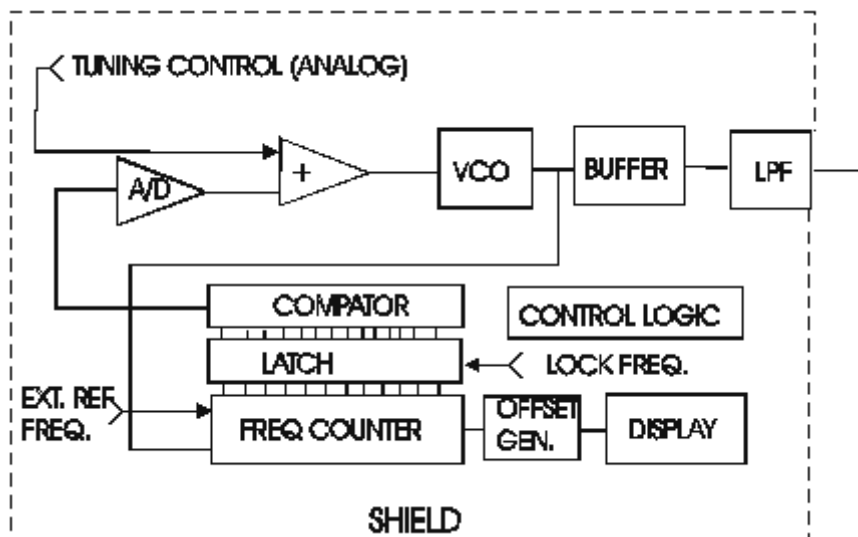 TUNING CONTROL (ANALOG)
A/D
+
VCO
BUFFER
LPF
COMPATOR
CONTROL LOGIC
LATCH
LOCK FREQ.
EXT. REF
FREQ.
FREQ COUNTER
OFFSET
GEN.
DISPLAY
SHIELD